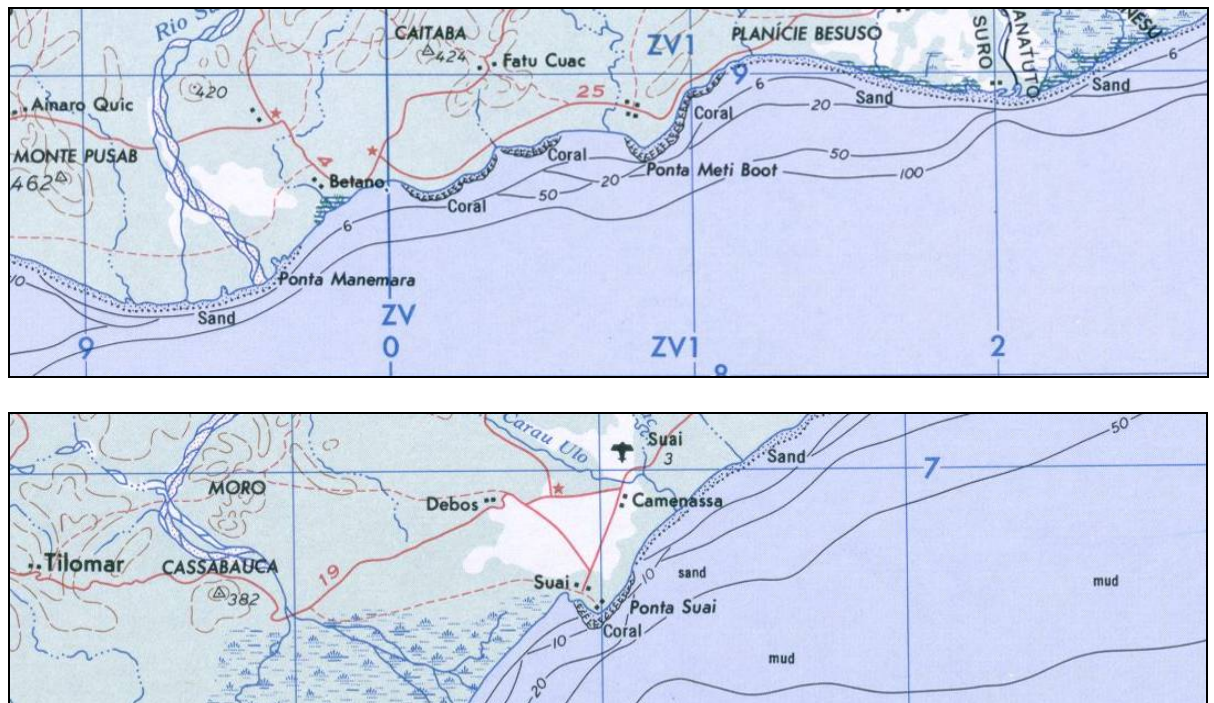 Rio
CAITABA
424
Fatu Cuac
ZV1
PLANÍCIE BESUSO
SURO
ANATUTO
9
6
6
420
25
Coral
20
Sand
Sand
Ainaro Quic
MONTE PUSAB
462
4
Betano
Coral
Coral
50
20
Ponta Meti Boot
50
100
6
Ponta Manemara
Sand
ZV
9
0
ZV1
2
Carau Ulo
Suai
3
Sand
50
7
MORO
Debos
Camenassa
Tilomar
CASSABAUCA
382
19
Suai
10
sand
mud
Ponta Suai
Coral
10
mud
20